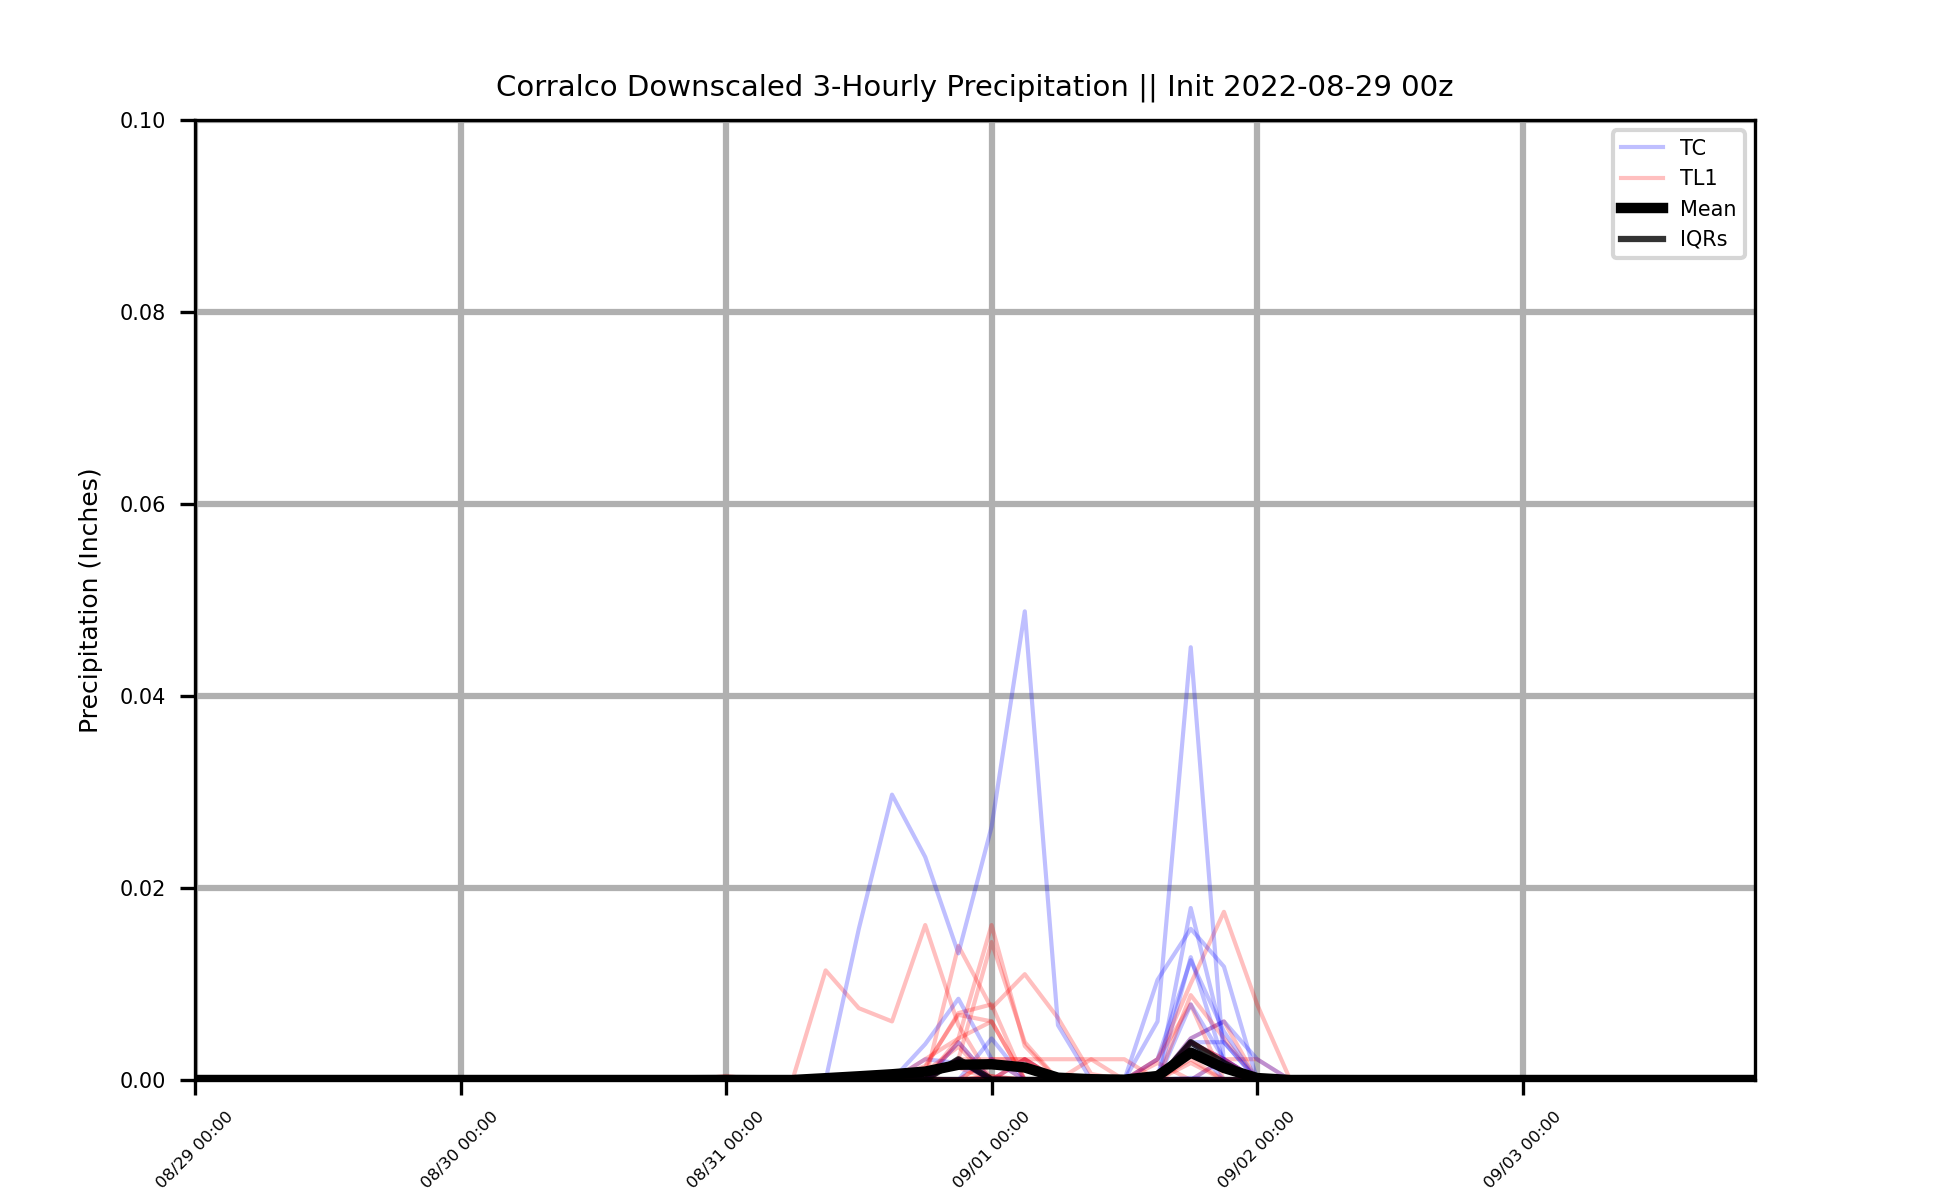 Corralco Downscaled 3-Hourly Precipitation || Init 2022-08-29 00z
Precipitation (Inches)
0.10
0.08
0.06
0.04
0.02
0.00
TC
TL1
Mean
IQRs
08/29 00:00
08/30 00:00
08/31 00:00
09/01 00:00
09/02 00:00
09/03 00:00